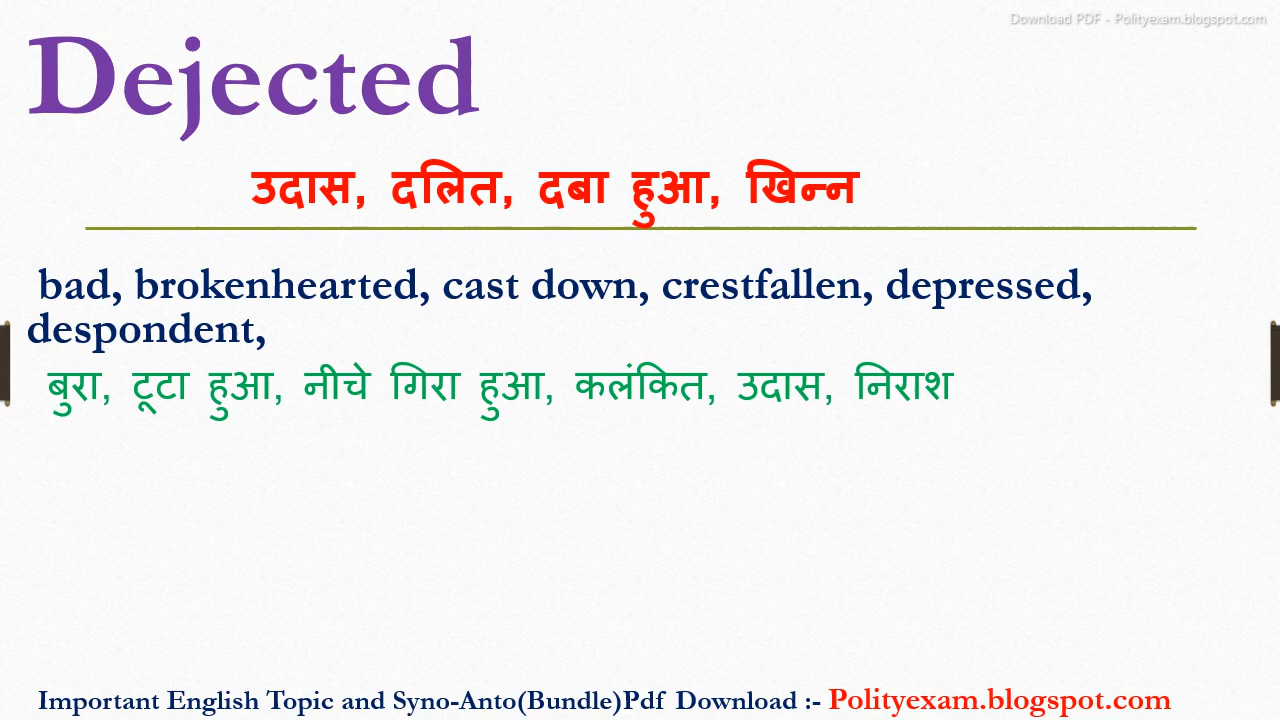 Download PDF - Polityexam.blogspot.com
Dejected
उदास, दलित, दबा हुआ, खिन्न
bad, brokenhearted, cast down, crestfallen, depressed,
despondent,
बुरा, टूटा हुआ, नीचे गिरा हुआ, कलंकित, उदास, निराश
Important English Topic and Syno-Anto(Bundle)Pdf Download :- Polityexam.blogspot.com